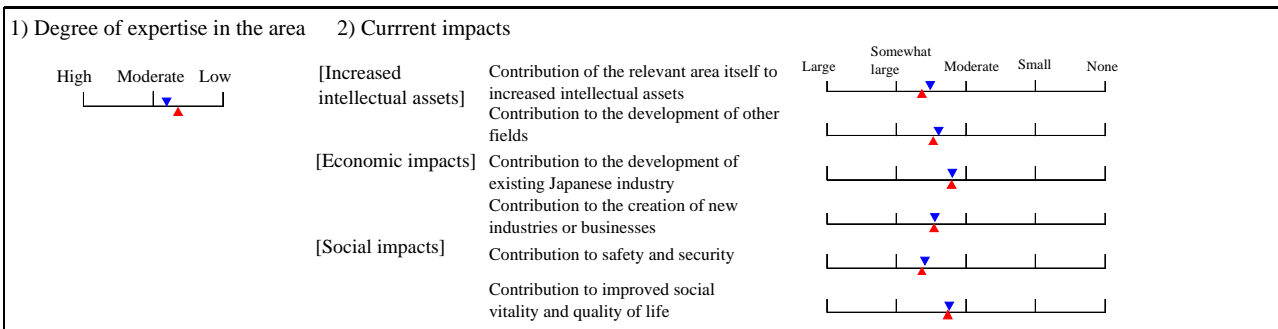 1) Degree of expertise in the area 2) Currrent impacts
High Moderate Low
[Increased
intellectual assets]
Contribution of the relevant area itself to
increased intellectual assets
Large Somewhat
large Moderate Small None
Contribution to the development of other
fields
[Economic impacts] Contribution to the development of
existing Japanese industry
Contribution to the creation of new
industries or businesses
[Social impacts] Contribution to safety and security
Contribution to improved social
vitality and quality of life